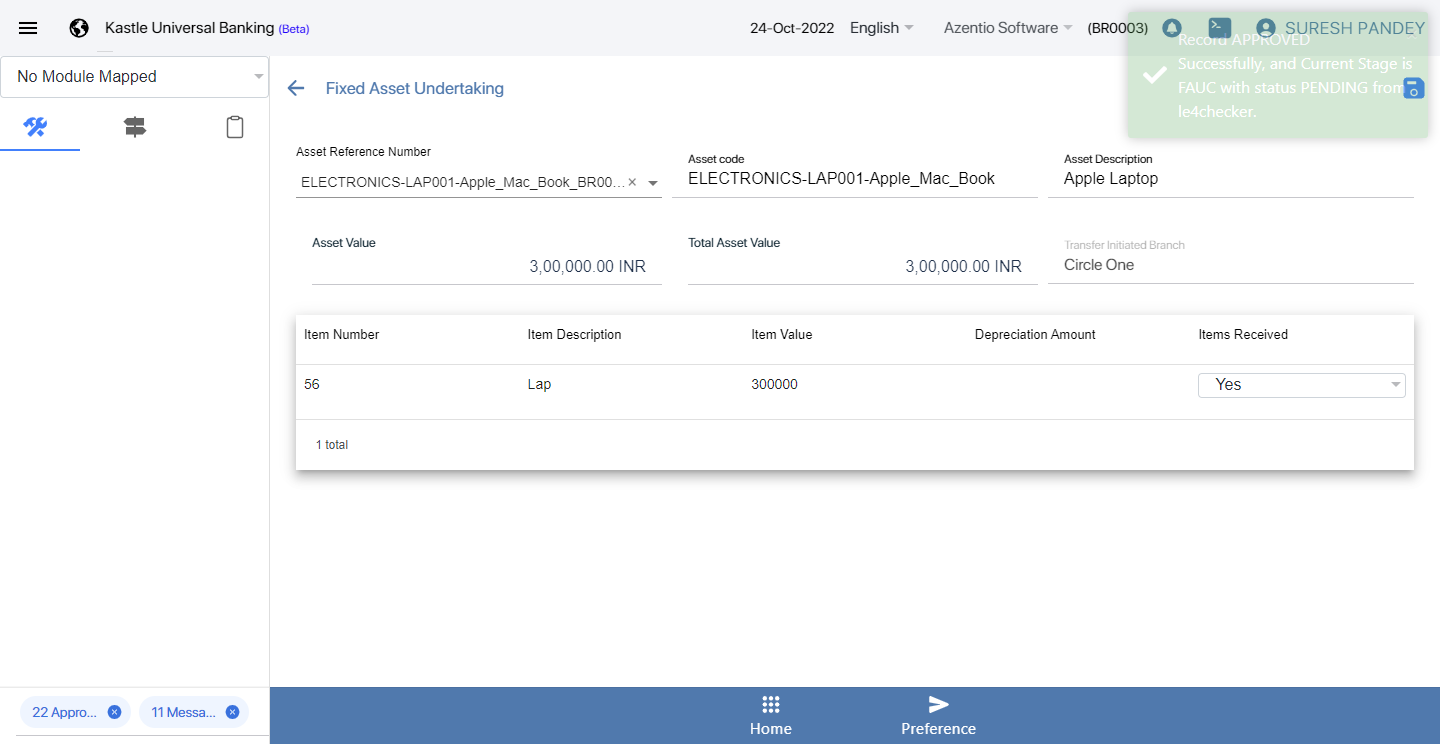 Kastle Universal Banking (Beta)
24-Oct-2022
English
Azentio Software
(BR0003)
SURESH PANDEY
Record APPROVED
Successfully, and Current Stage is
FAUC with status PENDING from
le4checker.
No Module Mapped
Fixed Asset Undertaking
Asset Reference Number
ELECTRONICS-LAP001-Apple_Mac_Book_BR00... ×
Asset code
ELECTRONICS-LAP001-Apple_Mac_Book
Asset Description
Apple Laptop
Asset Value
3,00,000.00 INR
Total Asset Value
3,00,000.00 INR
Transfer Initiated Branch
Circle One
Item Number Item Description Item Value Depreciation Amount Items Received
56 Lap 300000 Yes
1 total
22 Appro...
11 Messa...
Home
Preference